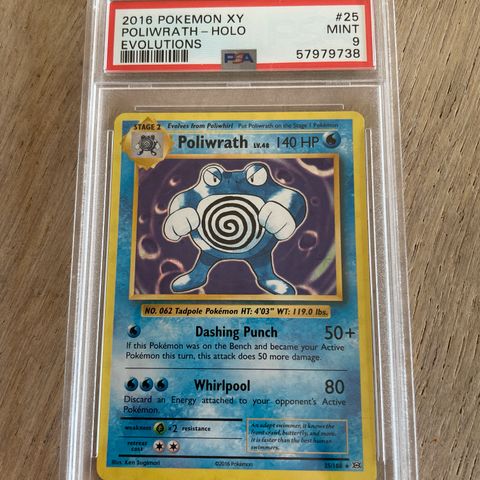 2016 POKEMON XY #25
POLIWRATH - HOLO MINT
EVOLUTIONS 9
PSA 57979738
STAGE 2 Evolves from Poliwhirl Put Poliwrath on the Stage 1 Pokémon
Poliwrath LV.48 140 HP
NO. 062 Tadpole Pokémon HT: 4'03" WT: 119.0 lbs.
Dashing Punch 50+
If this Pokémon was on the Bench and became your Active
Pokémon this turn, this attack does 50 more damage.
Whirlpool 80
Discard an Energy attached to your opponent's Active
Pokémon.
weakness ×2 resistance
retreat
cost
An adept swimmer, it knows the
front crawl, butterfly, and more.
It is faster than the best human
swimmers.
Illus. Ken Sugimori ©2016 Pokémon 25/108 ★